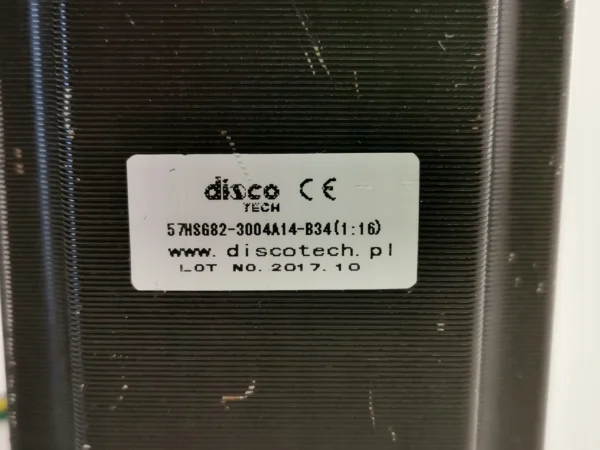 disco CE
TECH
57HSG82-3004A14-B34(1:16)
www.discotech.pl
LOT NO.2017.10